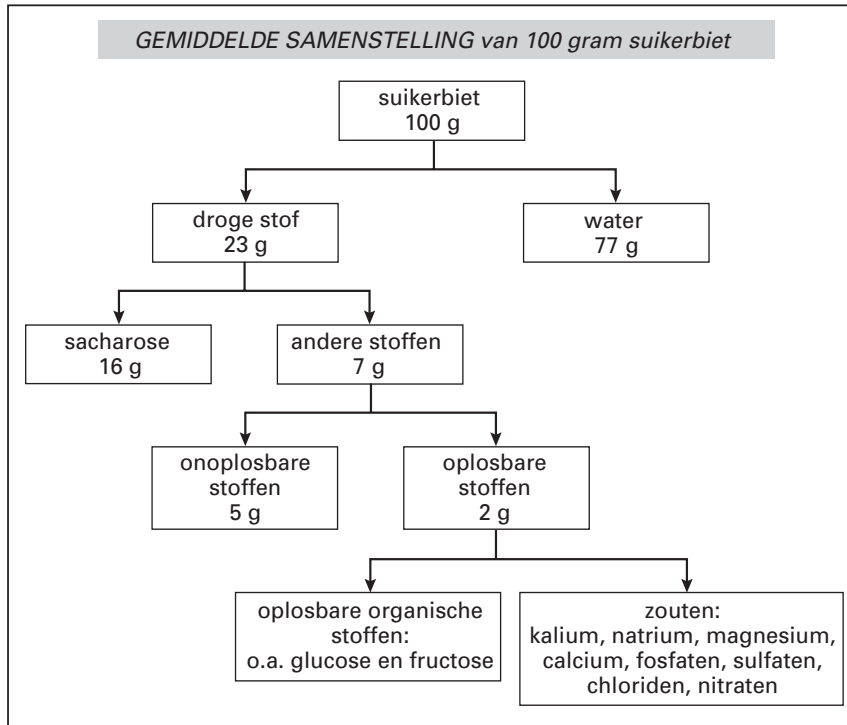 GEMIDDELDE SAMENSTELLING van 100 gram suikerbiet
suikerbiet
100 g
droge stof
23 g
water
77 g
sacharose
16 g
andere stoffen
7 g
onoplosbare
stoffen
5 g
oplosbare
stoffen
2 g
oplosbare organische
stoffen:
o.a. glucose en fructose
zouten:
kalium, natrium, magnesium,
calcium, fosfaten, sulfaten,
chloriden, nitraten